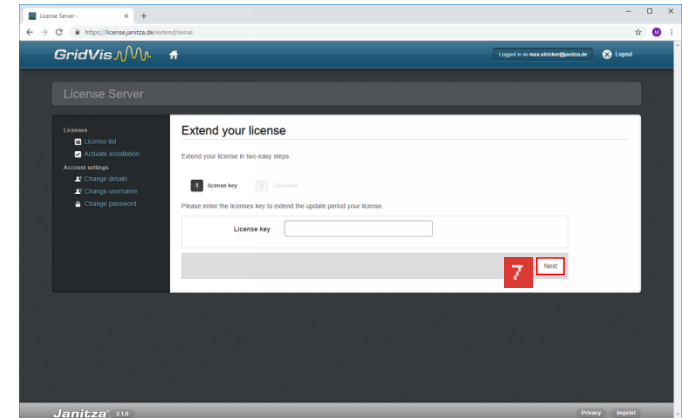 License Server -
https://license.janitza.de/extend/serial
GridVis
Logged in as max.stricker@janitza.de
Logout
License Server
Licenses
License list
Activate installation
Account settings
Change details
Change username
Change password
Extend your license
Extend your license in two easy steps.
1 license key 2 Overview
Please enter the licenses key to extend the update period your license.
License key
7 Next
Janitza® 2.1.0
Privacy Imprint